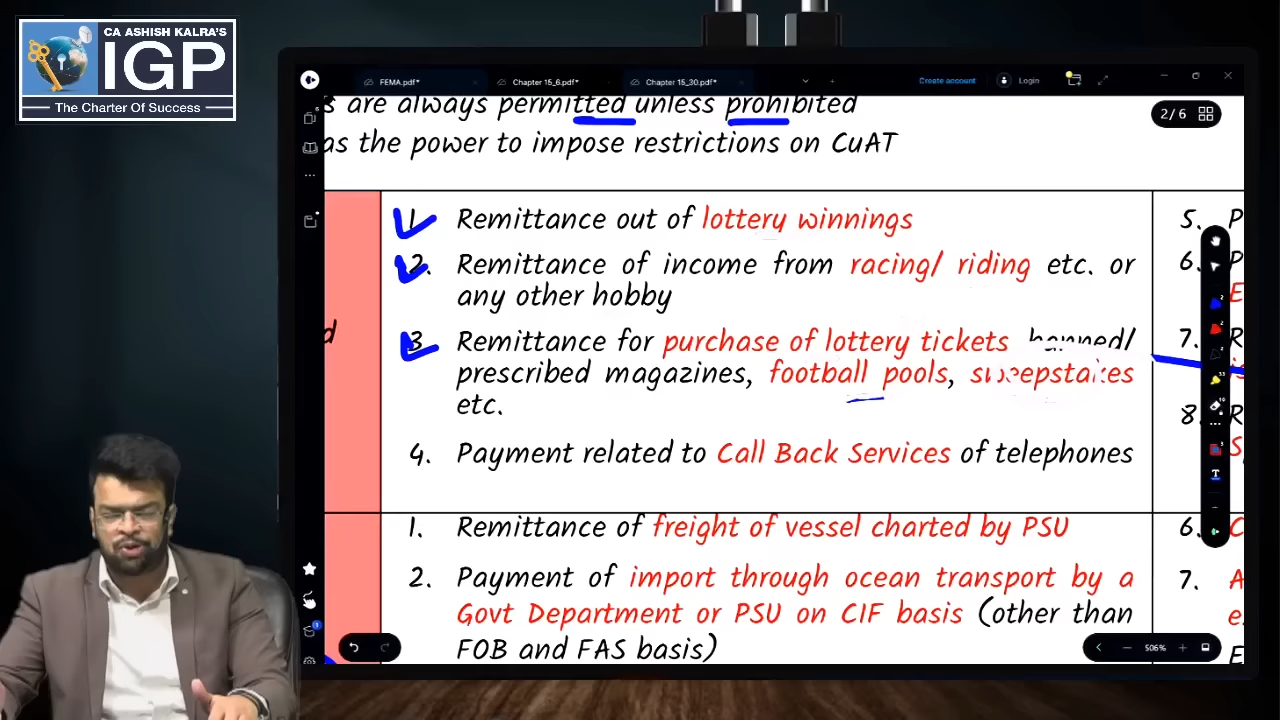 CA ASHISH KALRA'S
IGP
The Charter Of Success
FEMA.pdf*
Chapter 15_6.pdf*
Chapter 15_30.pdf*
Create account
Login
are always permitted unless prohibited
2/6
as the power to impose restrictions on CuAT
1. Remittance out of lottery winnings
2. Remittance of income from racing/ riding etc. or
any other hobby
3. Remittance for purchase of lottery tickets banned/
prescribed magazines, football pools, sweepstakes
etc.
4. Payment related to Call Back Services of telephones
5. P
6. P
E
7. R
8. R
S
1. Remittance of freight of vessel charted by PSU
2. Payment of import through ocean transport by a
Govt Department or PSU on CIF basis (other than
FOB and FAS basis)
6. C
7. A
e.
E
506%